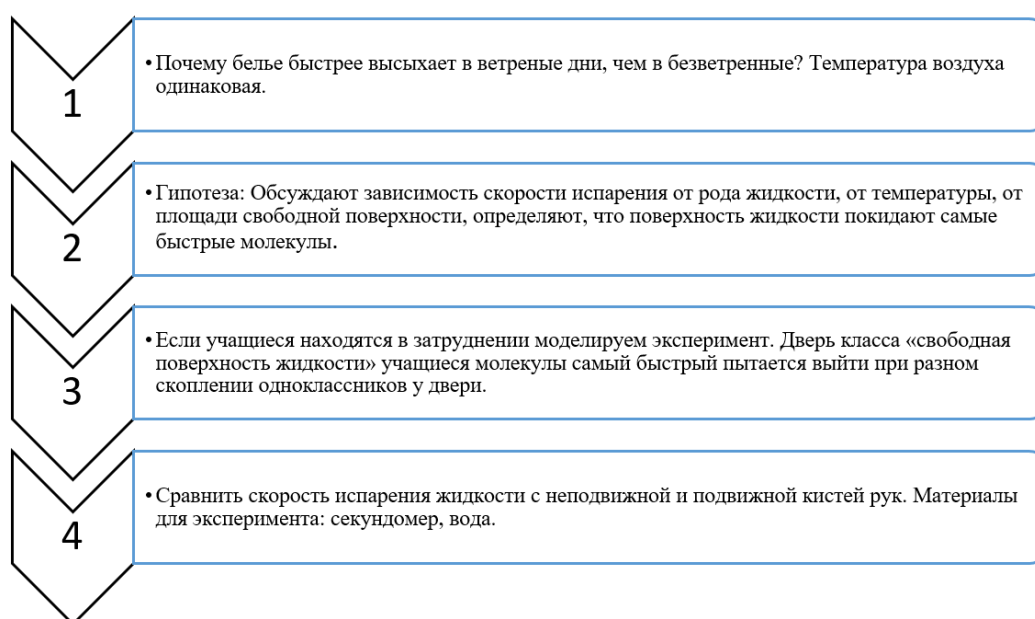 1
• Почему белье быстрее высыхает в ветреные дни, чем в безветренные? Температура воздуха
одинаковая.
2
• Гипотеза: Обсуждают зависимость скорости испарения от рода жидкости, от температуры, от
площади свободной поверхности, определяют, что поверхность жидкости покидают самые
быстрые молекулы.
3
• Если учащиеся находятся в затруднении моделируем эксперимент. Дверь класса «свободная
поверхность жидкости» учащиеся молекулы самый быстрый пытается выйти при разном
скоплении одноклассников у двери.
4
• Сравнить скорость испарения жидкости с неподвижной и подвижной кистей рук. Материалы
для эксперимента: секундомер, вода.